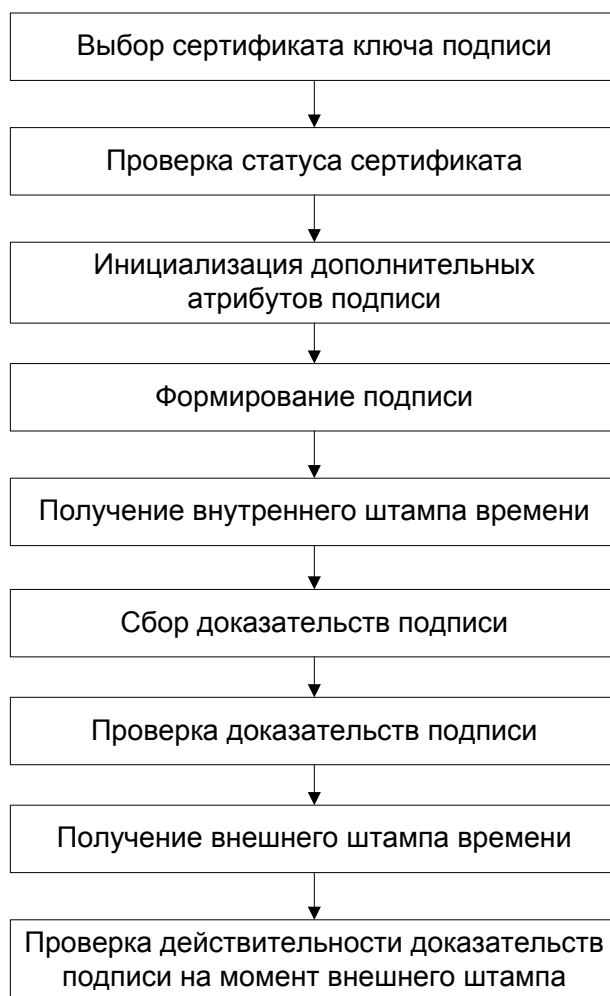 Выбор сертификата ключа подписи
Проверка статуса сертификата
Инициализация дополнительных
атрибутов подписи
Формирование подписи
Получение внутреннего штампа времени
Сбор доказательств подписи
Проверка доказательств подписи
Получение внешнего штампа времени
Проверка действительности доказательств
подписи на момент внешнего штампа